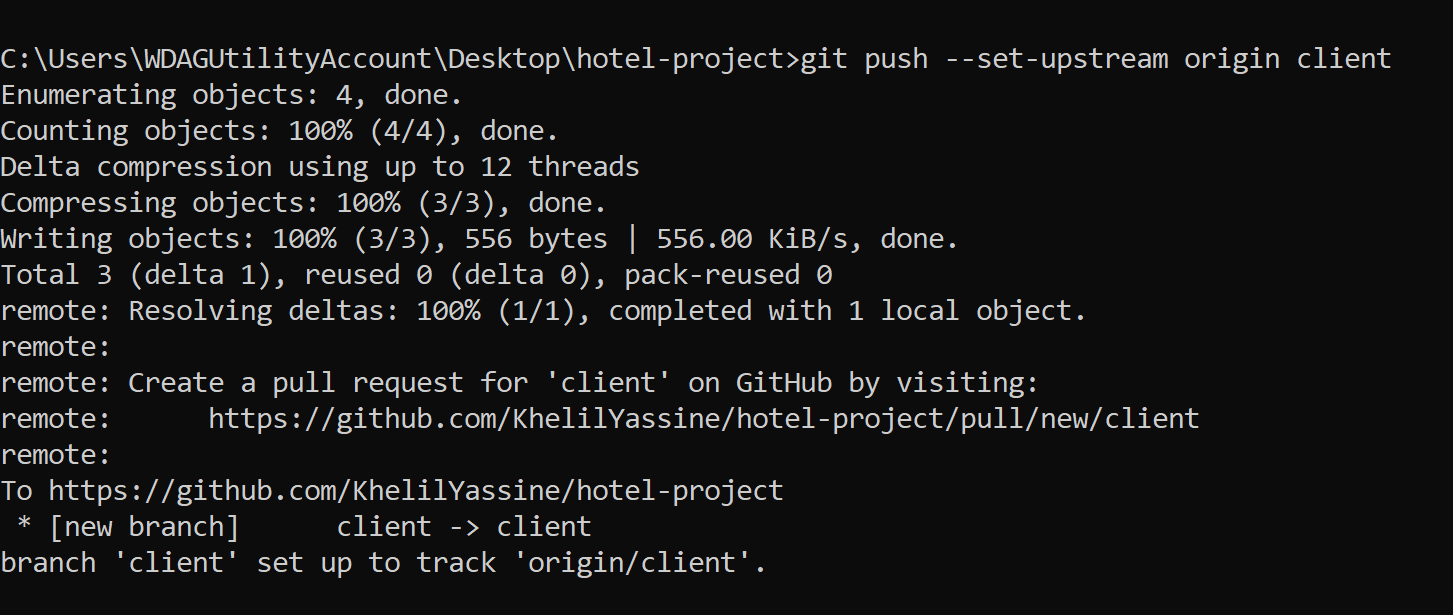 C:\Users\WDAGUtilityAccount\Desktop\hotel-project>git push --set-upstream origin client
Enumerating objects: 4, done.
Counting objects: 100% (4/4), done.
Delta compression using up to 12 threads
Compressing objects: 100% (3/3), done.
Writing objects: 100% (3/3), 556 bytes | 556.00 KiB/s, done.
Total 3 (delta 1), reused 0 (delta 0), pack-reused 0
remote: Resolving deltas: 100% (1/1), completed with 1 local object.
remote:
remote: Create a pull request for 'client' on GitHub by visiting:
remote:      https://github.com/KhelilYassine/hotel-project/pull/new/client
remote:
To https://github.com/KhelilYassine/hotel-project
 * [new branch]      client -> client
branch 'client' set up to track 'origin/client'.